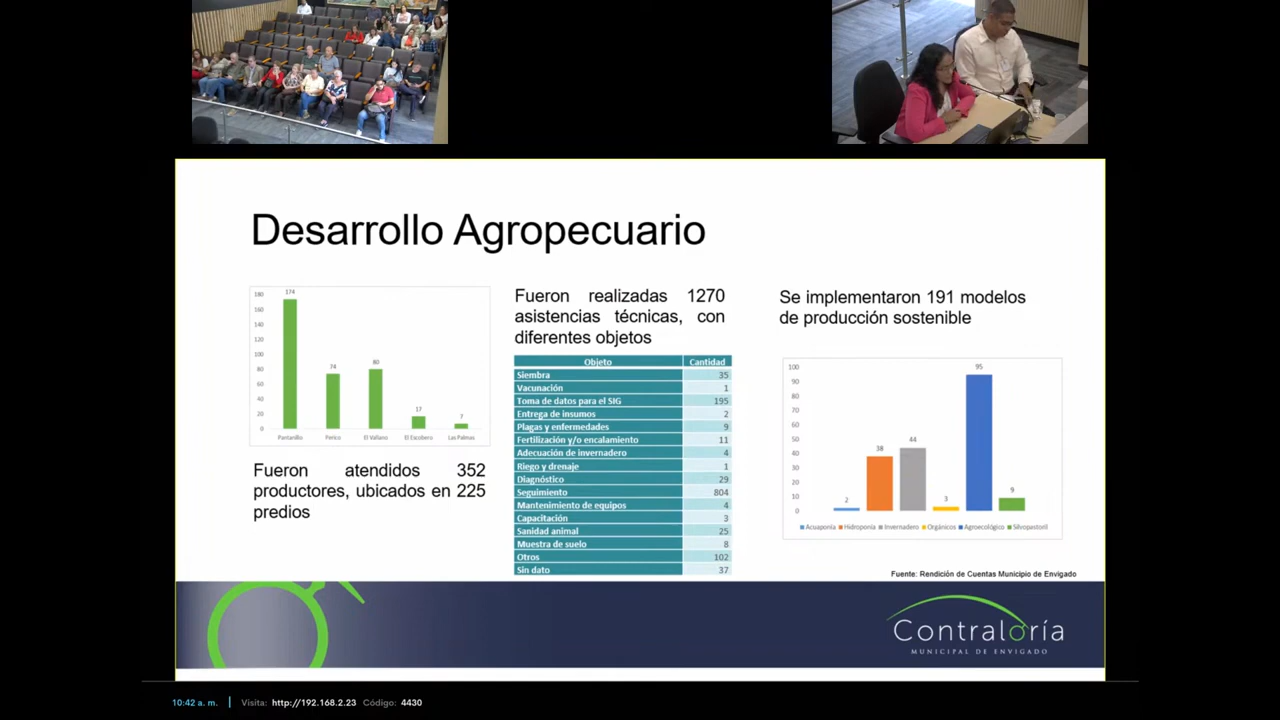 Desarrollo Agropecuario
180
160
140
120
100
80
60
40
20
0
174
74
80
17
7
Pantanillo Perico El Vallano El Escobero Las Palmas
Fueron atendidos 352
productores, ubicados en 225
predios
Fueron realizadas 1270
asistencias técnicas, con
diferentes objetos
Objeto Cantidad
Siembra 35
Vacunación 1
Toma de datos para el SIG 195
Entrega de insumos 2
Plagas y enfermedades 9
Fertilización y/o encalamiento 11
Adecuación de invernadero 4
Riego y drenaje 1
Diagnóstico 29
Seguimiento 804
Mantenimiento de equipos 4
Capacitación 3
Sanidad animal 25
Muestra de suelo 8
Otros 102
Sin dato 37
Se implementaron 191 modelos
de producción sostenible
100
90
80
70
60
50
40
30
20
10
0
2
38
44
3
95
9
Acuaponía Hidroponía Invernadero Orgánicos Agroecológico Silvopastoril
Fuente: Rendición de Cuentas Municipio de Envigado
Contraloría
MUNICIPAL DE ENVIGADO
10:42 a. m. | Visita: http://192.168.2.23 Código: 4430